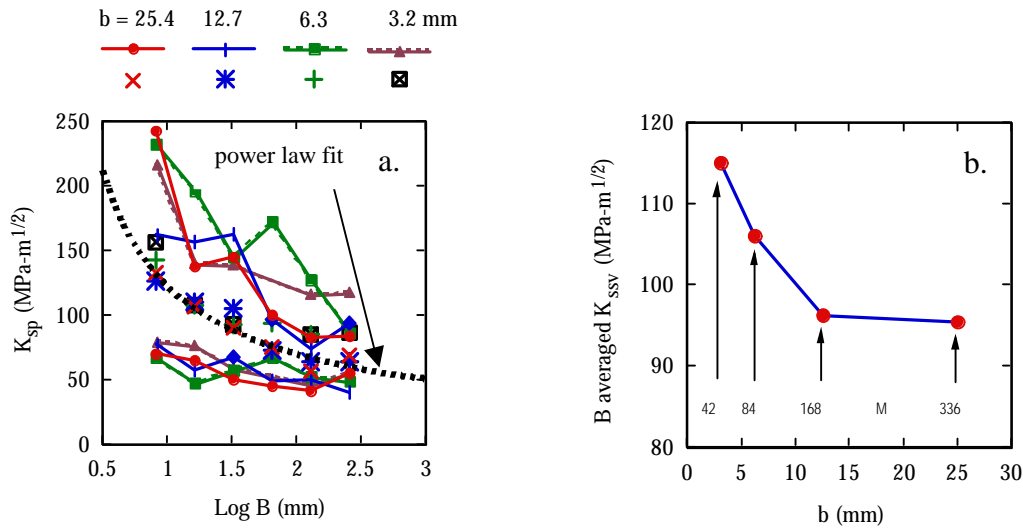 b = 25.4 12.7 6.3 3.2 mm
250
200
150
100
50
0
0.5 1 1.5 2 2.5 3
K_sp (MPa-m^1/2)
Log B (mm)
power law fit
a.
120
110
100
90
80
0 5 10 15 20 25 30
B averaged K_ssv (MPa-m^1/2)
b (mm)
b.
42 84 168 M 336